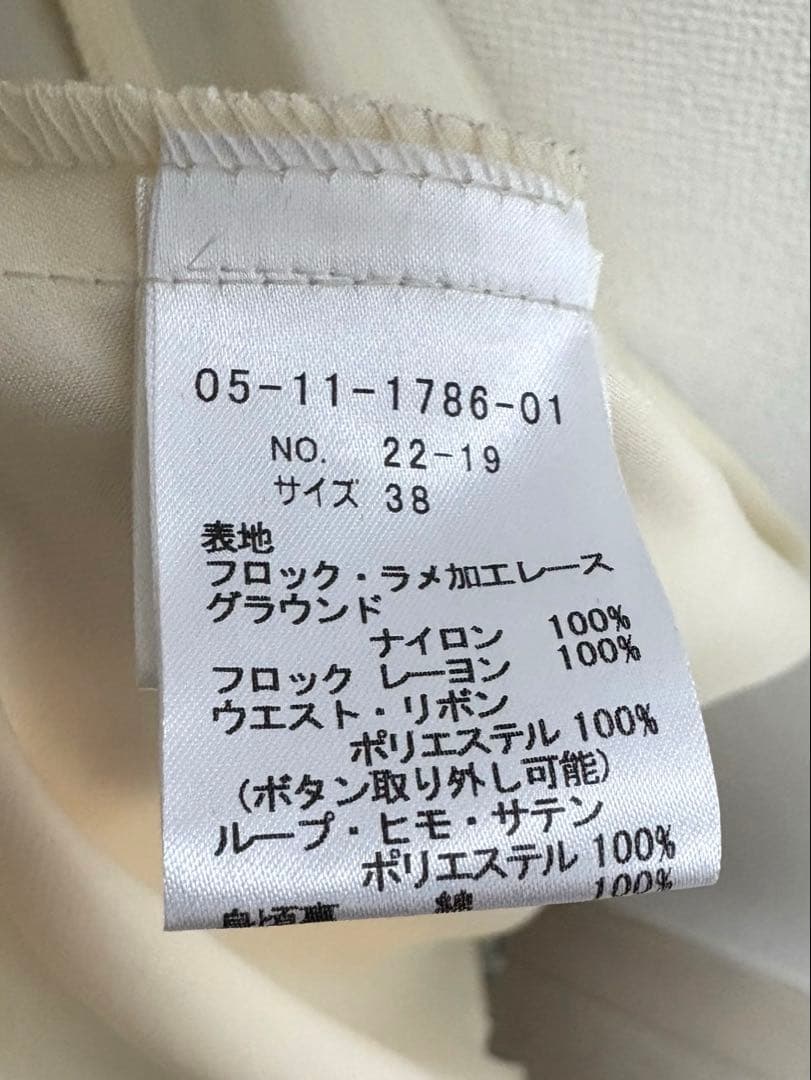 05-11-1786-01
NO. 22-19
サイズ 38
表地
フロック・ラメ加工レース
グラウンド
ナイロン 100%
フロック レーヨン 100%
ウエスト・リボン
ポリエステル 100%
(ボタン取り外し可能)
ループ・ヒモ・サテン
ポリエステル 100%
100%